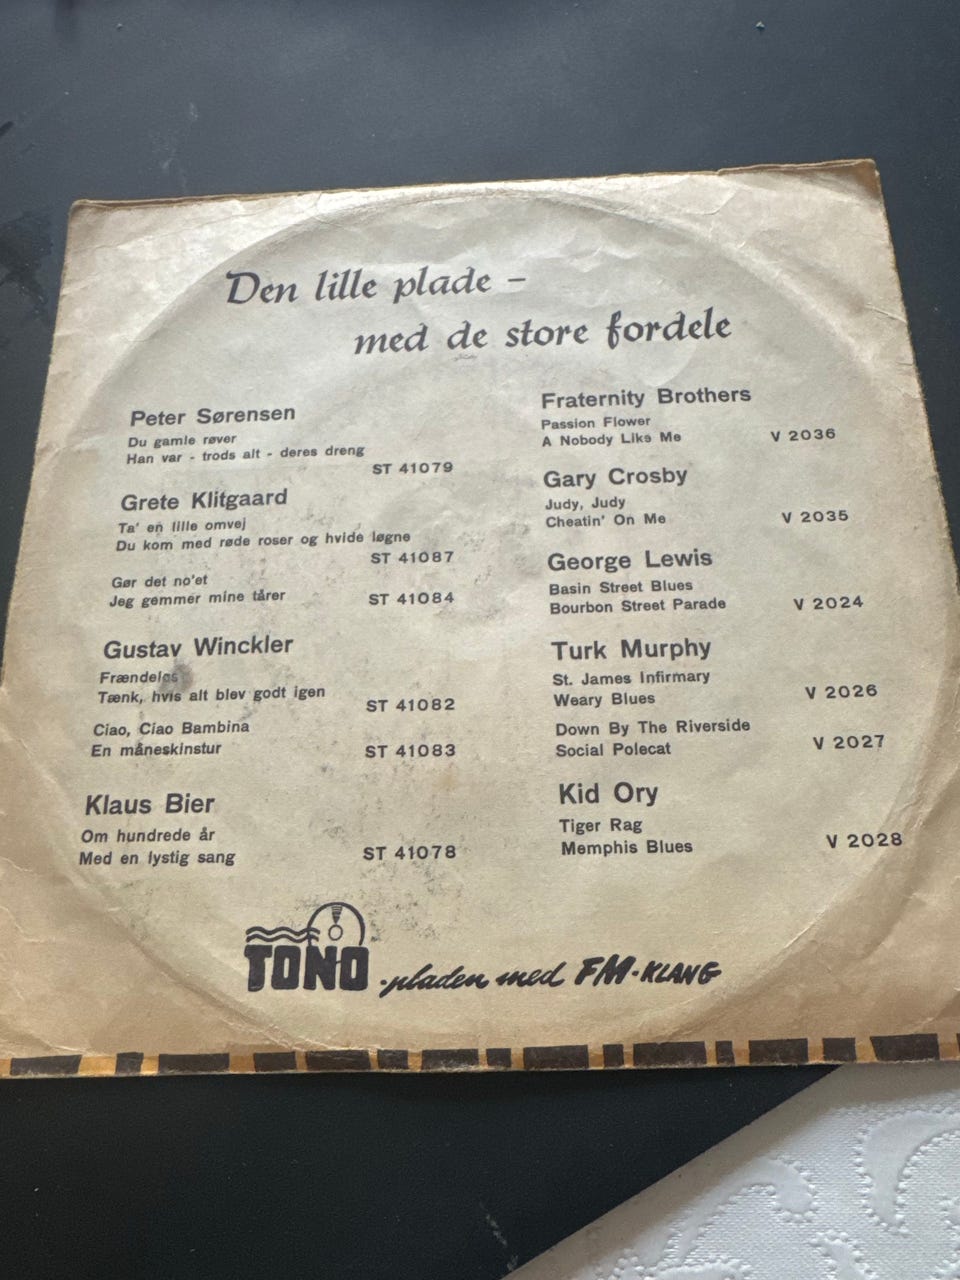 Den lille plade –
med de store fordele
Peter Sørensen
Du gamle røver
Han var - trods alt - deres dreng
ST 41079
Grete Klitgaard
Ta' en lille omvej
Du kom med røde roser og hvide løgne
ST 41087
Gør det no'et
Jeg gemmer mine tårer
ST 41084
Gustav Winckler
Frændeløs
Tænk, hvis alt blev godt igen
ST 41082
Ciao, Ciao Bambina
En måneskinstur
ST 41083
Klaus Bier
Om hundrede år
Med en lystig sang
ST 41078
Fraternity Brothers
Passion Flower
A Nobody Like Me
V 2036
Gary Crosby
Judy, Judy
Cheatin' On Me
V 2035
George Lewis
Basin Street Blues
Bourbon Street Parade
V 2024
Turk Murphy
St. James Infirmary
Weary Blues
V 2026
Down By The Riverside
Social Polecat
V 2027
Kid Ory
Tiger Rag
Memphis Blues
V 2028
TONO -pladen med FM-KLANG